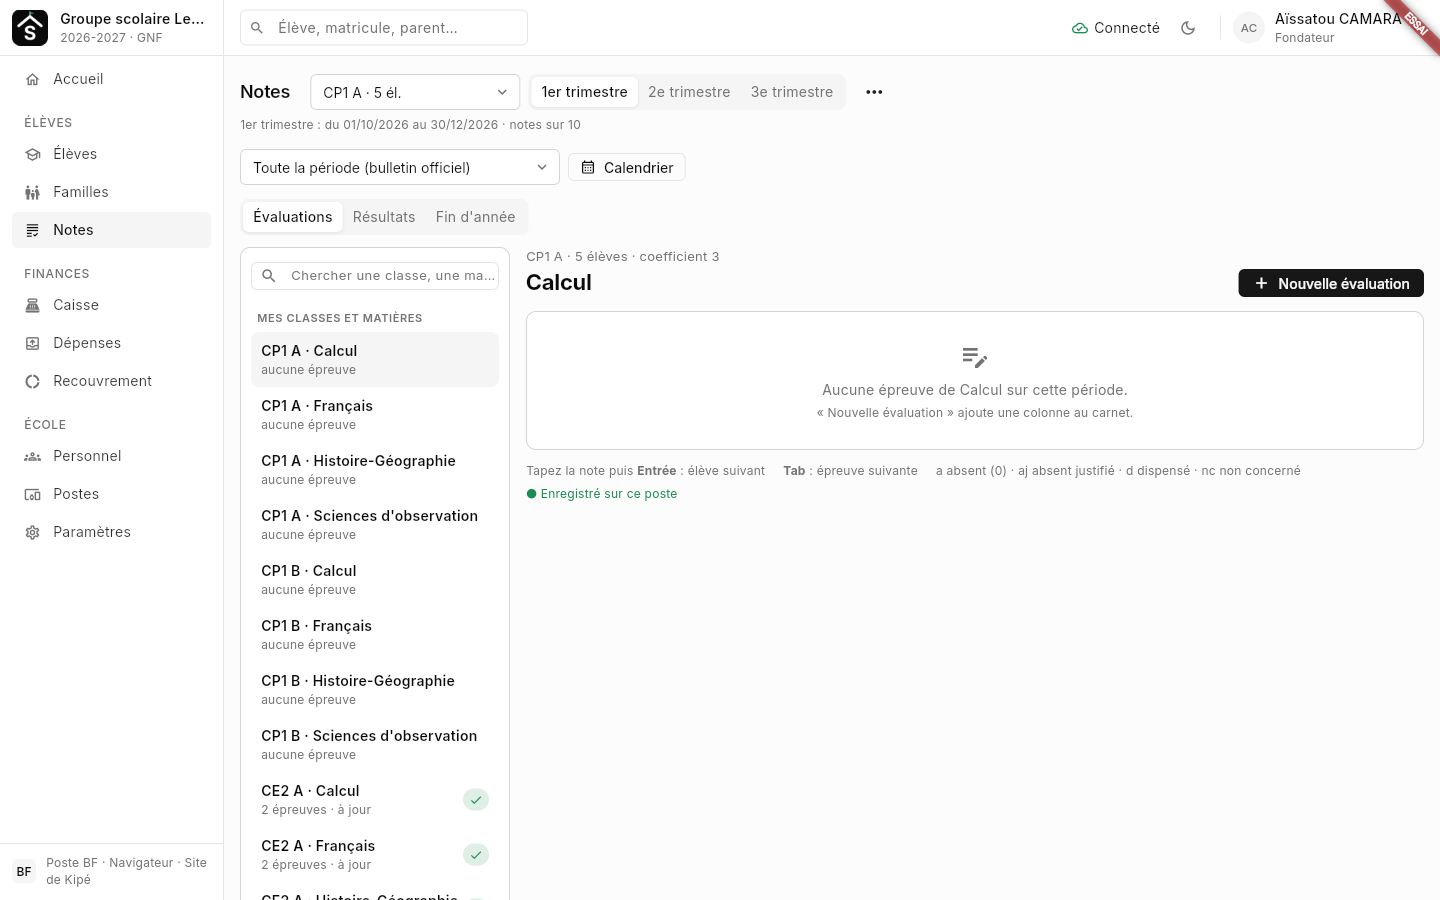 Groupe scolaire Le...
2026-2027 · GNF
Élève, matricule, parent...
Connecté
AC
Aïssatou CAMARA
Fondateur
ESSAI
Accueil
ÉLÈVES
Élèves
Familles
Notes
FINANCES
Caisse
Dépenses
Recouvrement
ÉCOLE
Personnel
Postes
Paramètres
BF
Poste BF · Navigateur · Site
de Kipé
Notes
CP1 A · 5 él.
1er trimestre
2e trimestre
3e trimestre
1er trimestre : du 01/10/2026 au 30/12/2026 · notes sur 10
Toute la période (bulletin officiel)
Calendrier
Évaluations
Résultats
Fin d'année
Chercher une classe, une ma...
MES CLASSES ET MATIÈRES
CP1 A · Calcul
aucune épreuve
CP1 A · Français
aucune épreuve
CP1 A · Histoire-Géographie
aucune épreuve
CP1 A · Sciences d'observation
aucune épreuve
CP1 B · Calcul
aucune épreuve
CP1 B · Français
aucune épreuve
CP1 B · Histoire-Géographie
aucune épreuve
CP1 B · Sciences d'observation
aucune épreuve
CE2 A · Calcul
2 épreuves · à jour
CE2 A · Français
2 épreuves · à jour
CE2 A · Histoire-Géographie
CP1 A · 5 élèves · coefficient 3
Calcul
Nouvelle évaluation
Aucune épreuve de Calcul sur cette période.
« Nouvelle évaluation » ajoute une colonne au carnet.
Tapez la note puis Entrée : élève suivant Tab : épreuve suivante a absent (0) · aj absent justifié · d dispensé · nc non concerné
Enregistré sur ce poste